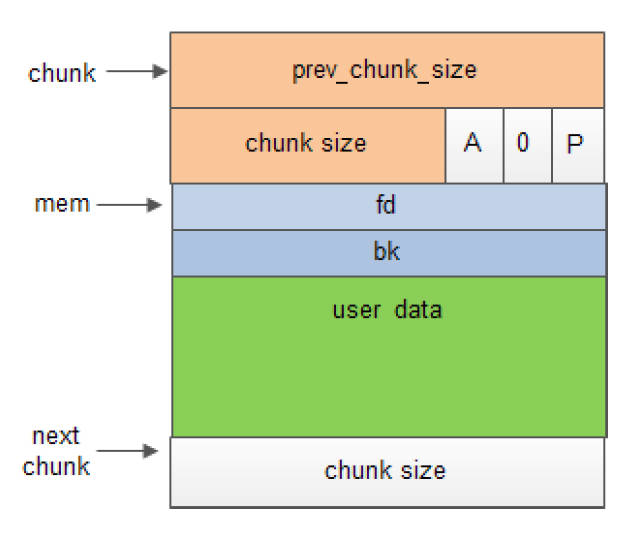 chunk
prev_chunk_size
chunk size
A
0
P
mem
fd
bk
user data
next
chunk
chunk size